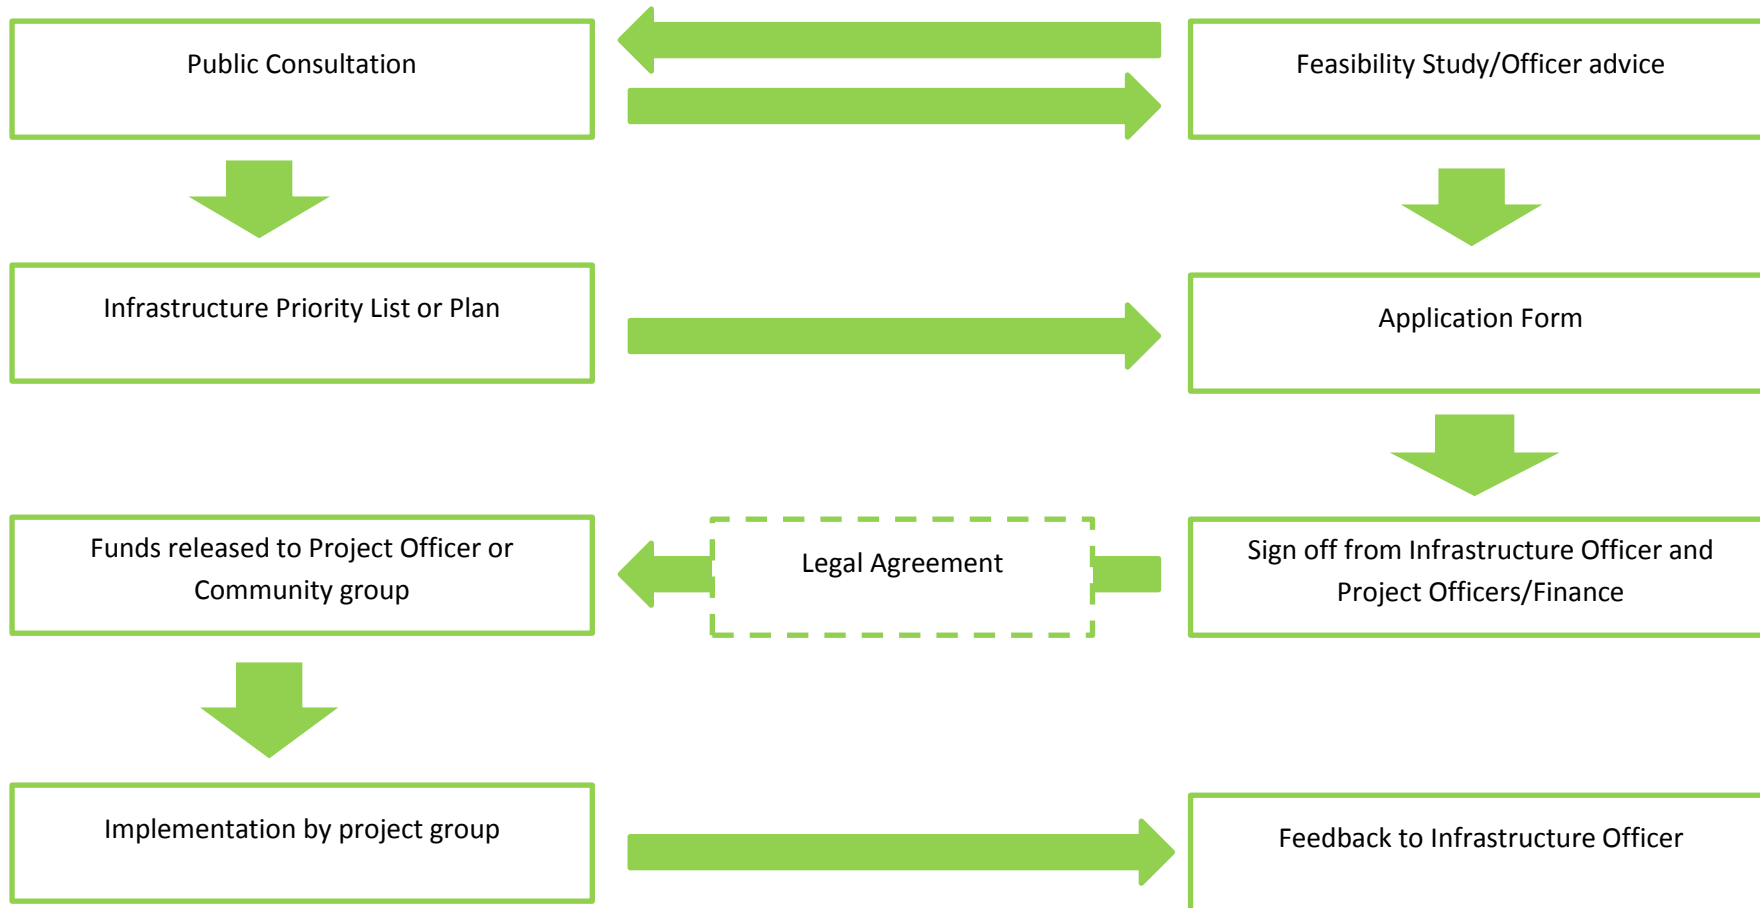 Public Consultation
Feasibility Study/Officer advice
Infrastructure Priority List or Plan
Application Form
Funds released to Project Officer or
Community group
Legal Agreement
Sign off from Infrastructure Officer and
Project Officers/Finance
Implementation by project group
Feedback to Infrastructure Officer